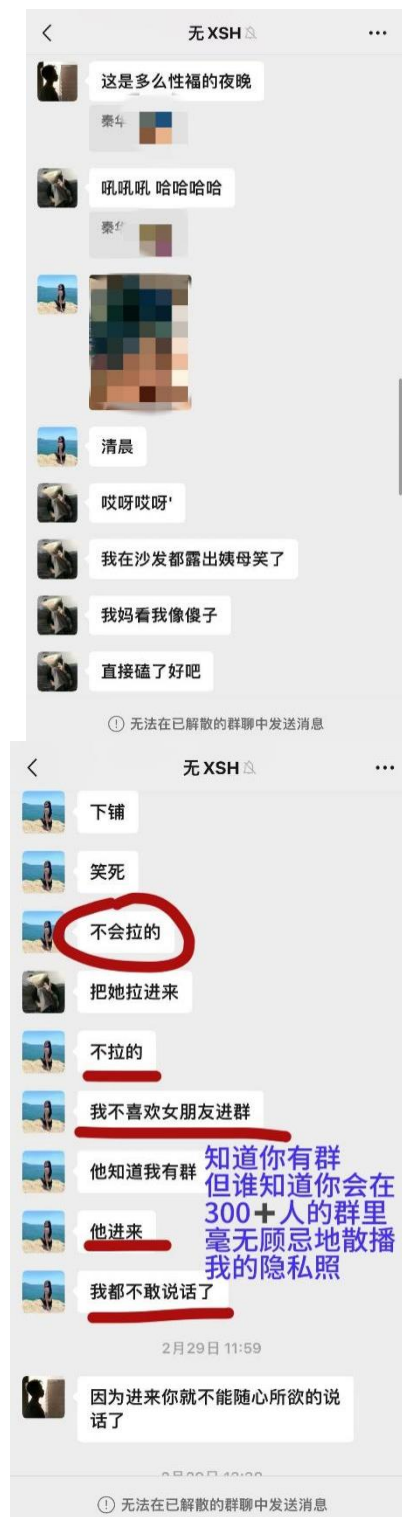 无XSH
这是多么性福的夜晚
秦华
吼吼吼 哈哈哈哈
清晨
哎呀哎呀'
我在沙发都露出姨母笑了
我妈看我像傻子
直接磕了好吧
无法在已解散的群聊中发送消息
无XSH
下铺
笑死
不会拉的
把她拉进来
不拉的
我不喜欢女朋友进群
他知道我有群
他进来
我都不敢说话了
知道你有群
但谁知道你会在
300+人的群里
毫无顾忌地散播
我的隐私照
2月29日 11:59
因为进来你就不能随心所欲的说
话了
无法在已解散的群聊中发送消息